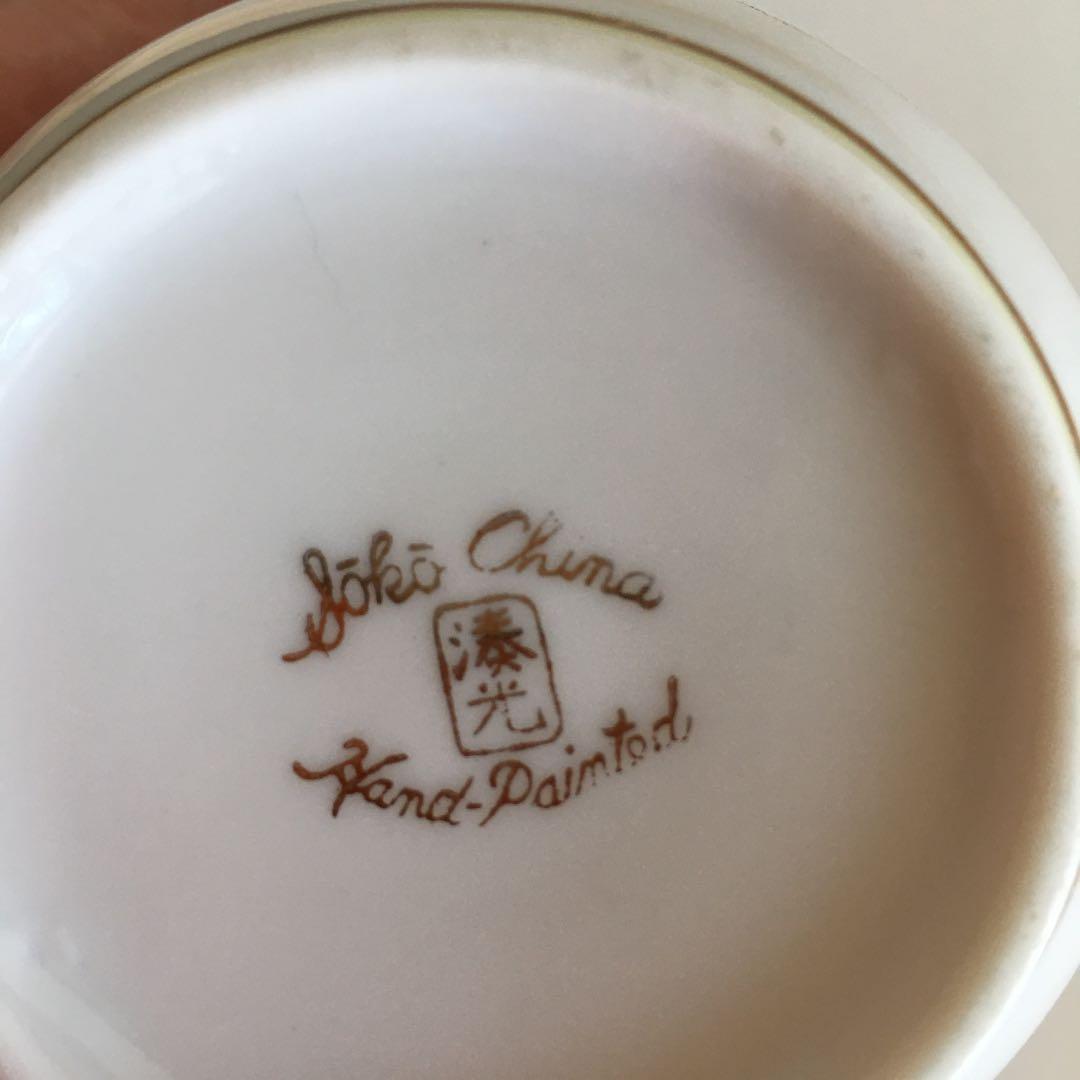 Sōkō China
湊
光
Hand-Painted